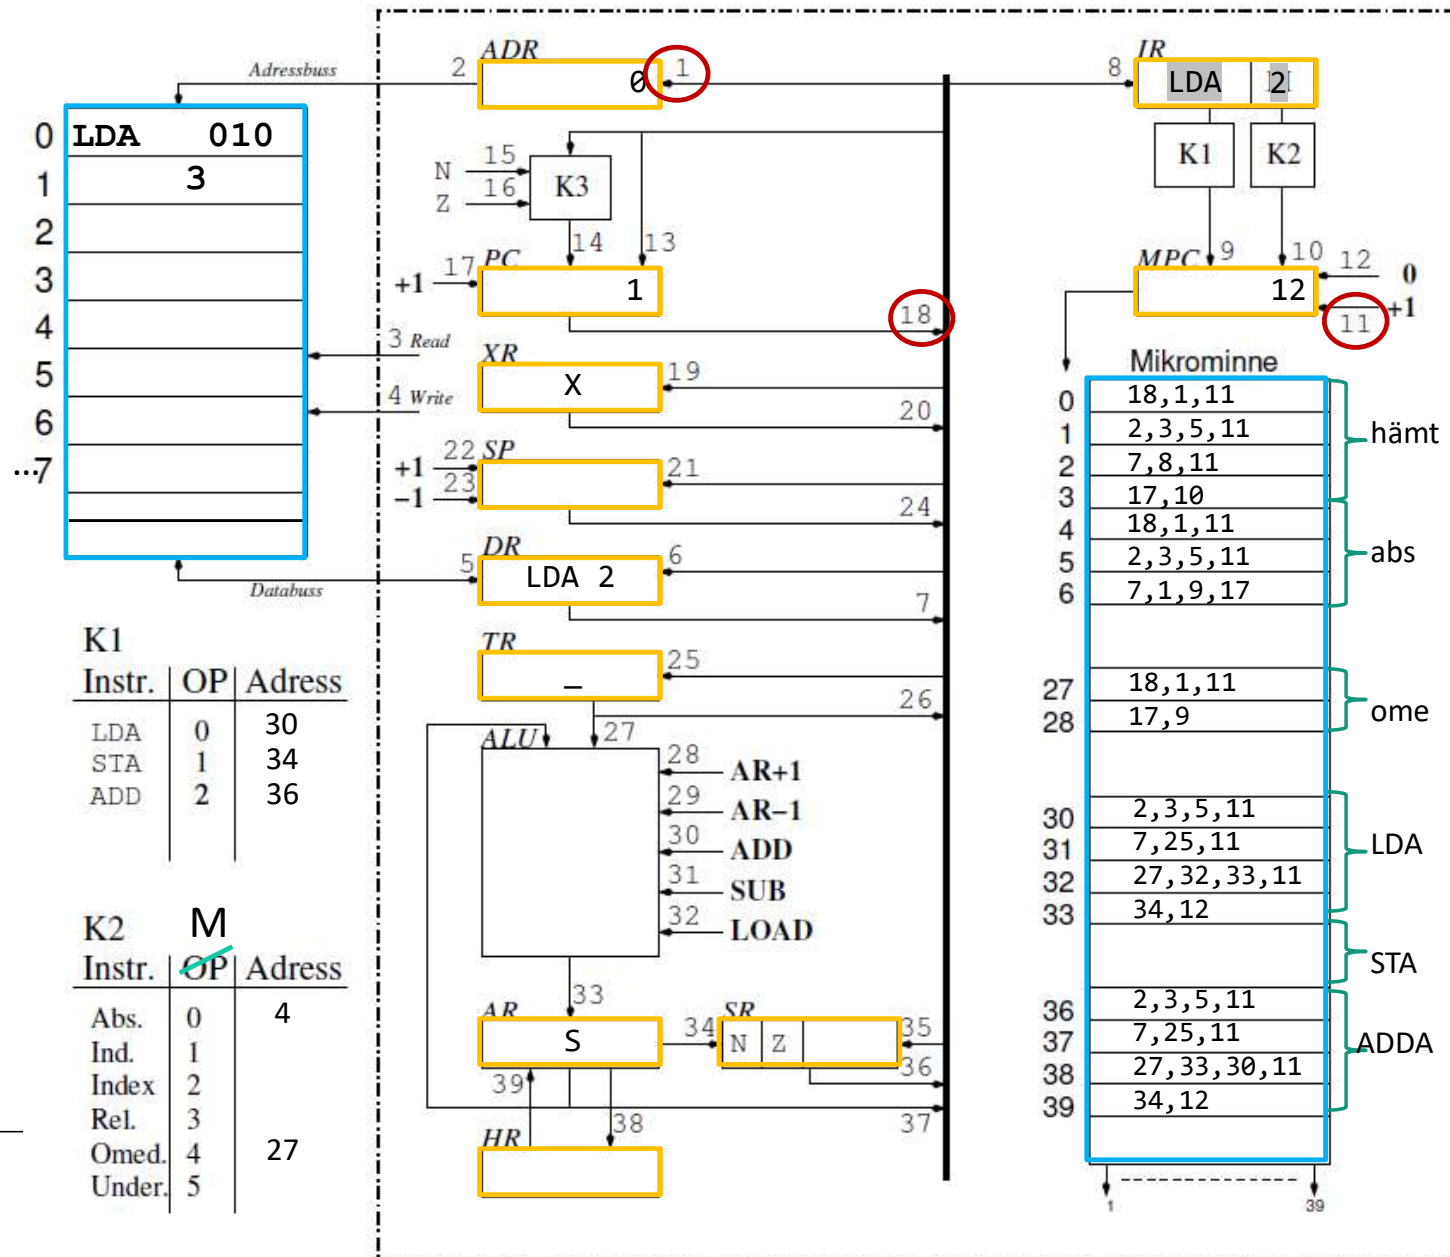 ADR
2
0
1
Adressbuss
8
IR
LDA 2
0 LDA 010
1 3
2
3
4
5
6
...7
K1 K2
N 15
Z 16
K3
14 13
+1 17 PC
1
18
9 10 12 0
MPC
12
11 +1
3 Read
4 Write
XR
X
19
20
+1 22 SP
-1 23
21
24
DR
5
LDA 2
6
7
Databuss
TR
_
25
26
27
ALU
28 AR+1
29 AR-1
30 ADD
31 SUB
32 LOAD
33
AR
S
34
SR
N Z
35
36
37
38
39
HR
K1
Instr. OP Adress
LDA 0 30
STA 1 34
ADD 2 36
K2 M
Instr. OP Adress
Abs. 0 4
Ind. 1
Index 2
Rel. 3
Omed. 4 27
Under. 5
Mikrominne
0 18,1,11
1 2,3,5,11
2 7,8,11
3 17,10
hämt
4 18,1,11
5 2,3,5,11
6 7,1,9,17
abs
27 18,1,11
28 17,9
ome
30 2,3,5,11
31 7,25,11
32 27,32,33,11
33 34,12
LDA
STA
36 2,3,5,11
37 7,25,11
38 27,33,30,11
39 34,12
ADDA
1 39